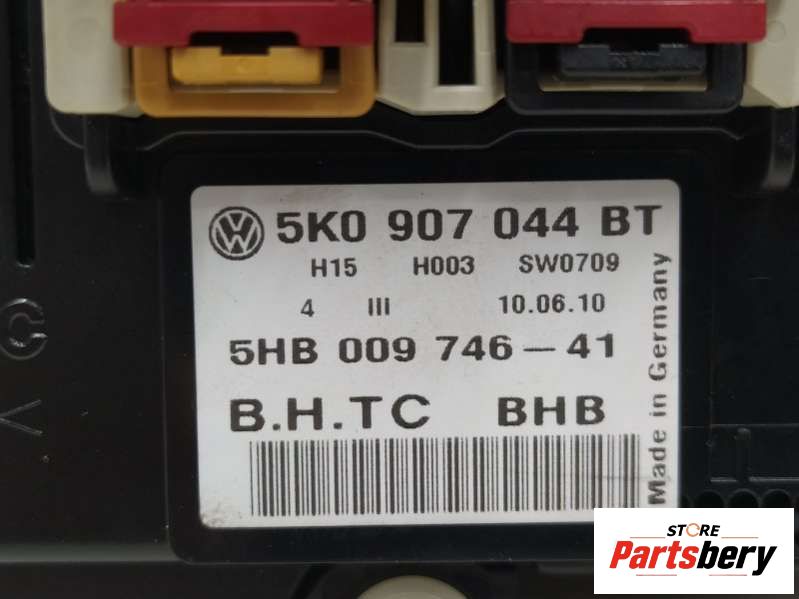 5K0 907 044 BT
H15 H003 SW0709
4 III 10.06.10
5HB 009 746-41
B.H.TC BHB
Made in Germany
STORE
Partsbery